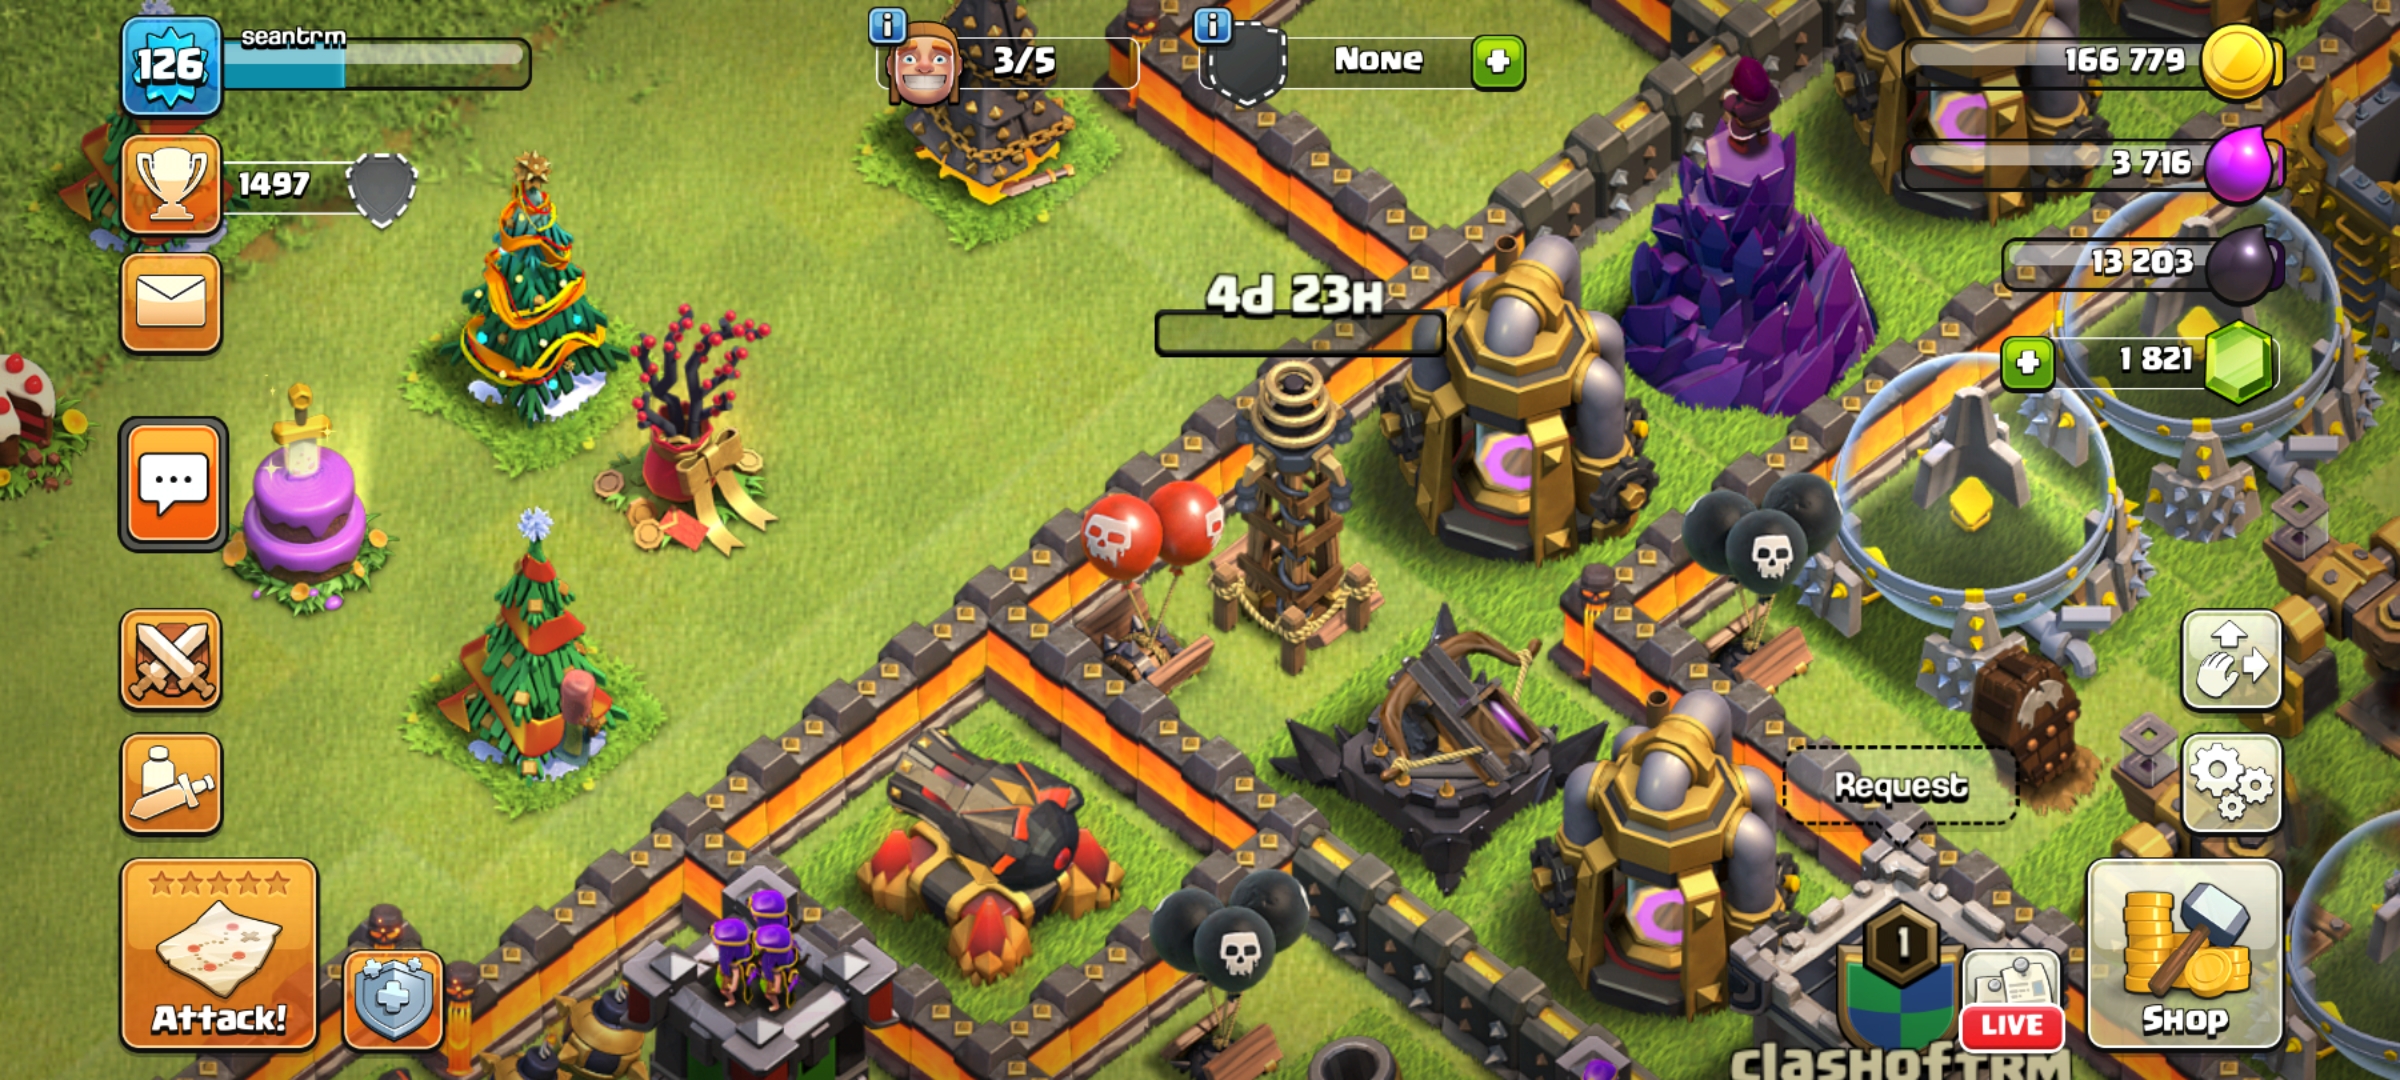 126
seantrm
3/5
None
166 779
1497
3 716
13 203
4d 23H
1 821
Request
1
Attack!
LIVE
Shop
clashoftrm